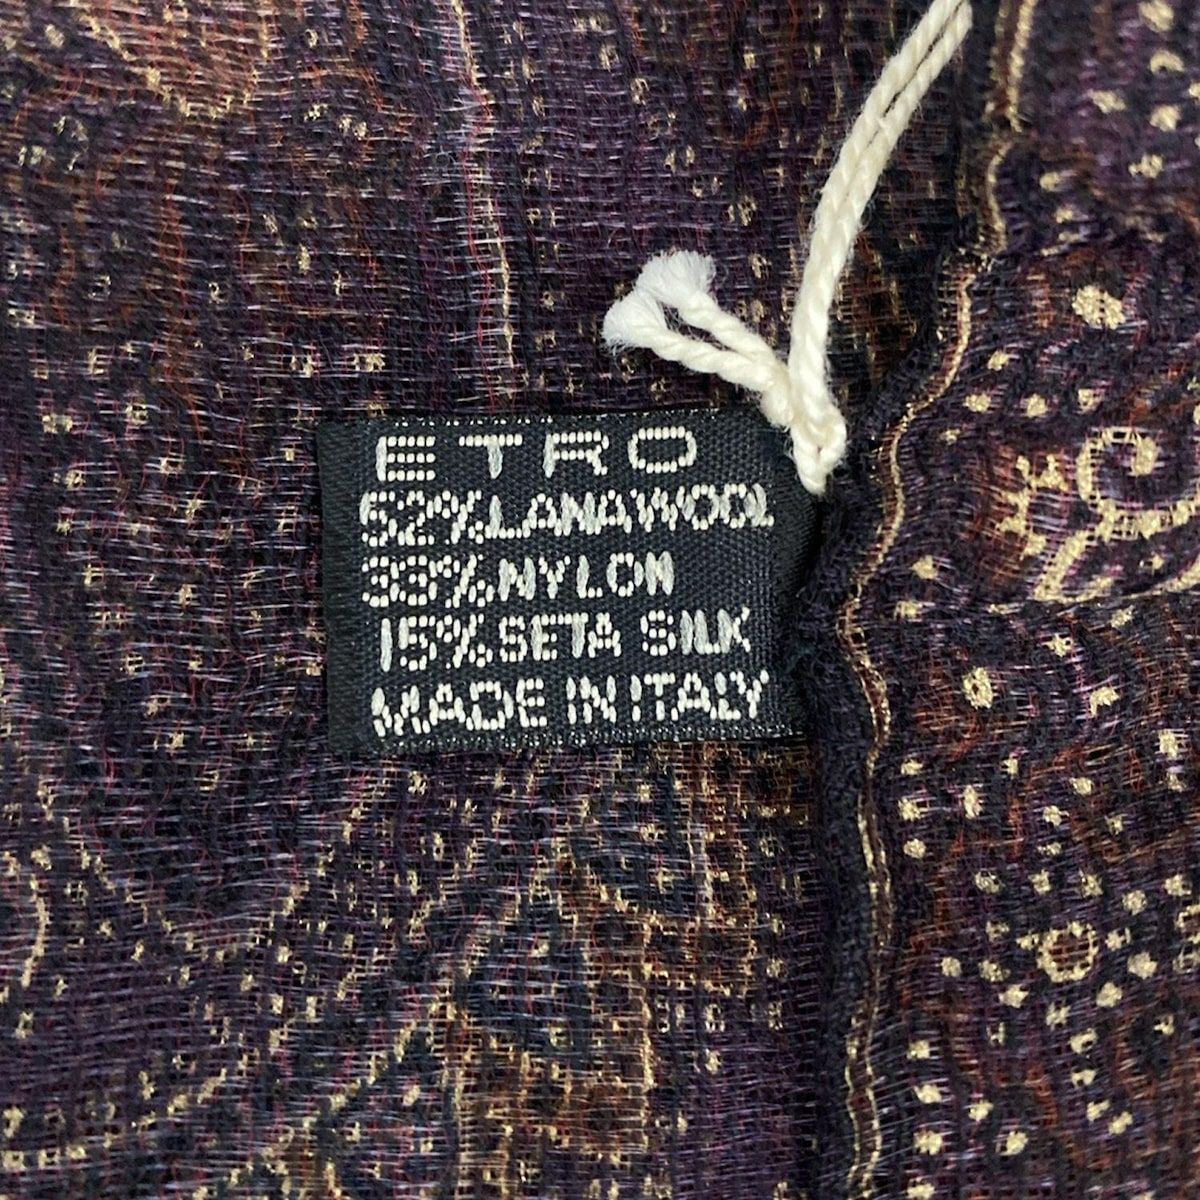 ETRO
52%LANAWOOL
33%NYLON
15%SETA SILK
MADE IN ITALY